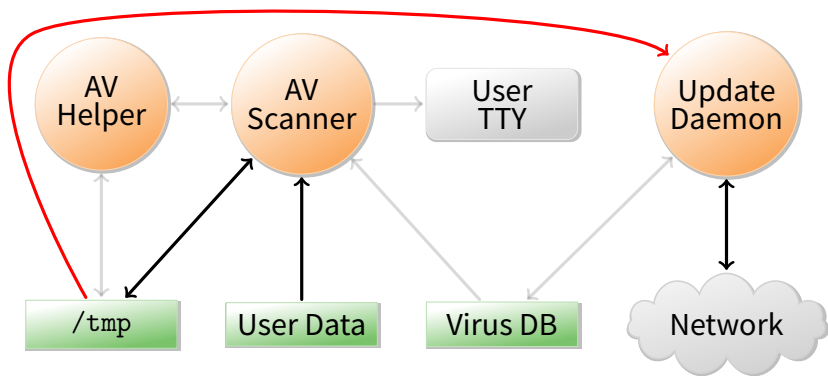 AV
Helper
AV
Scanner
User
TTY
Update
Daemon
/tmp
User Data
Virus DB
Network